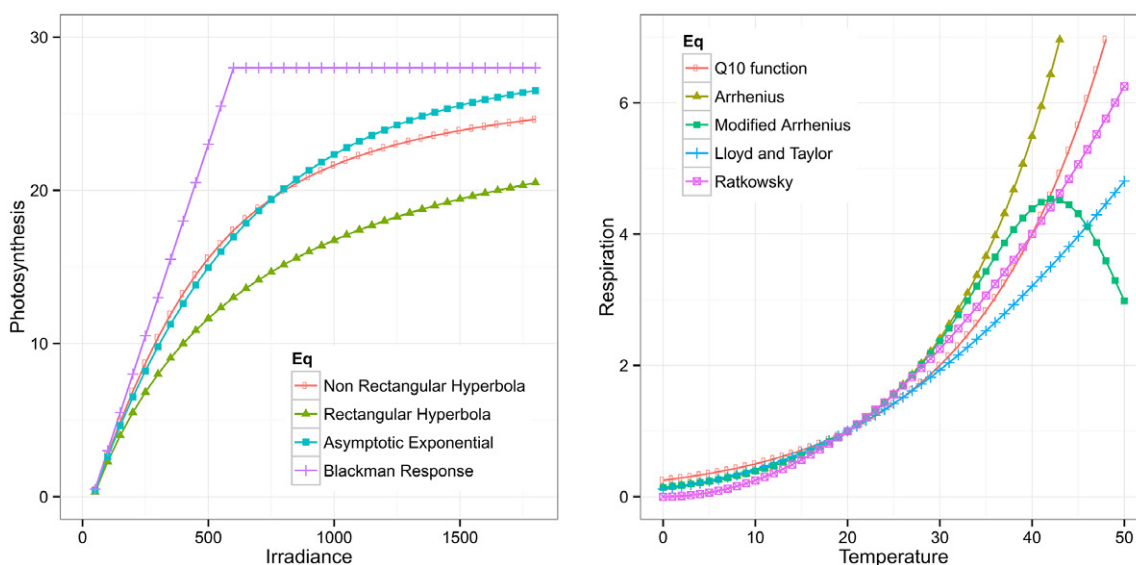 30
20
10
0
Photosynthesis
0
500
1000
1500
Irradiance
Eq
Non Rectangular Hyperbola
Rectangular Hyperbola
Asymptotic Exponential
Blackman Response
6
4
2
0
Respiration
0
10
20
30
40
50
Temperature
Eq
Q10 function
Arrhenius
Modified Arrhenius
Lloyd and Taylor
Ratkowsky